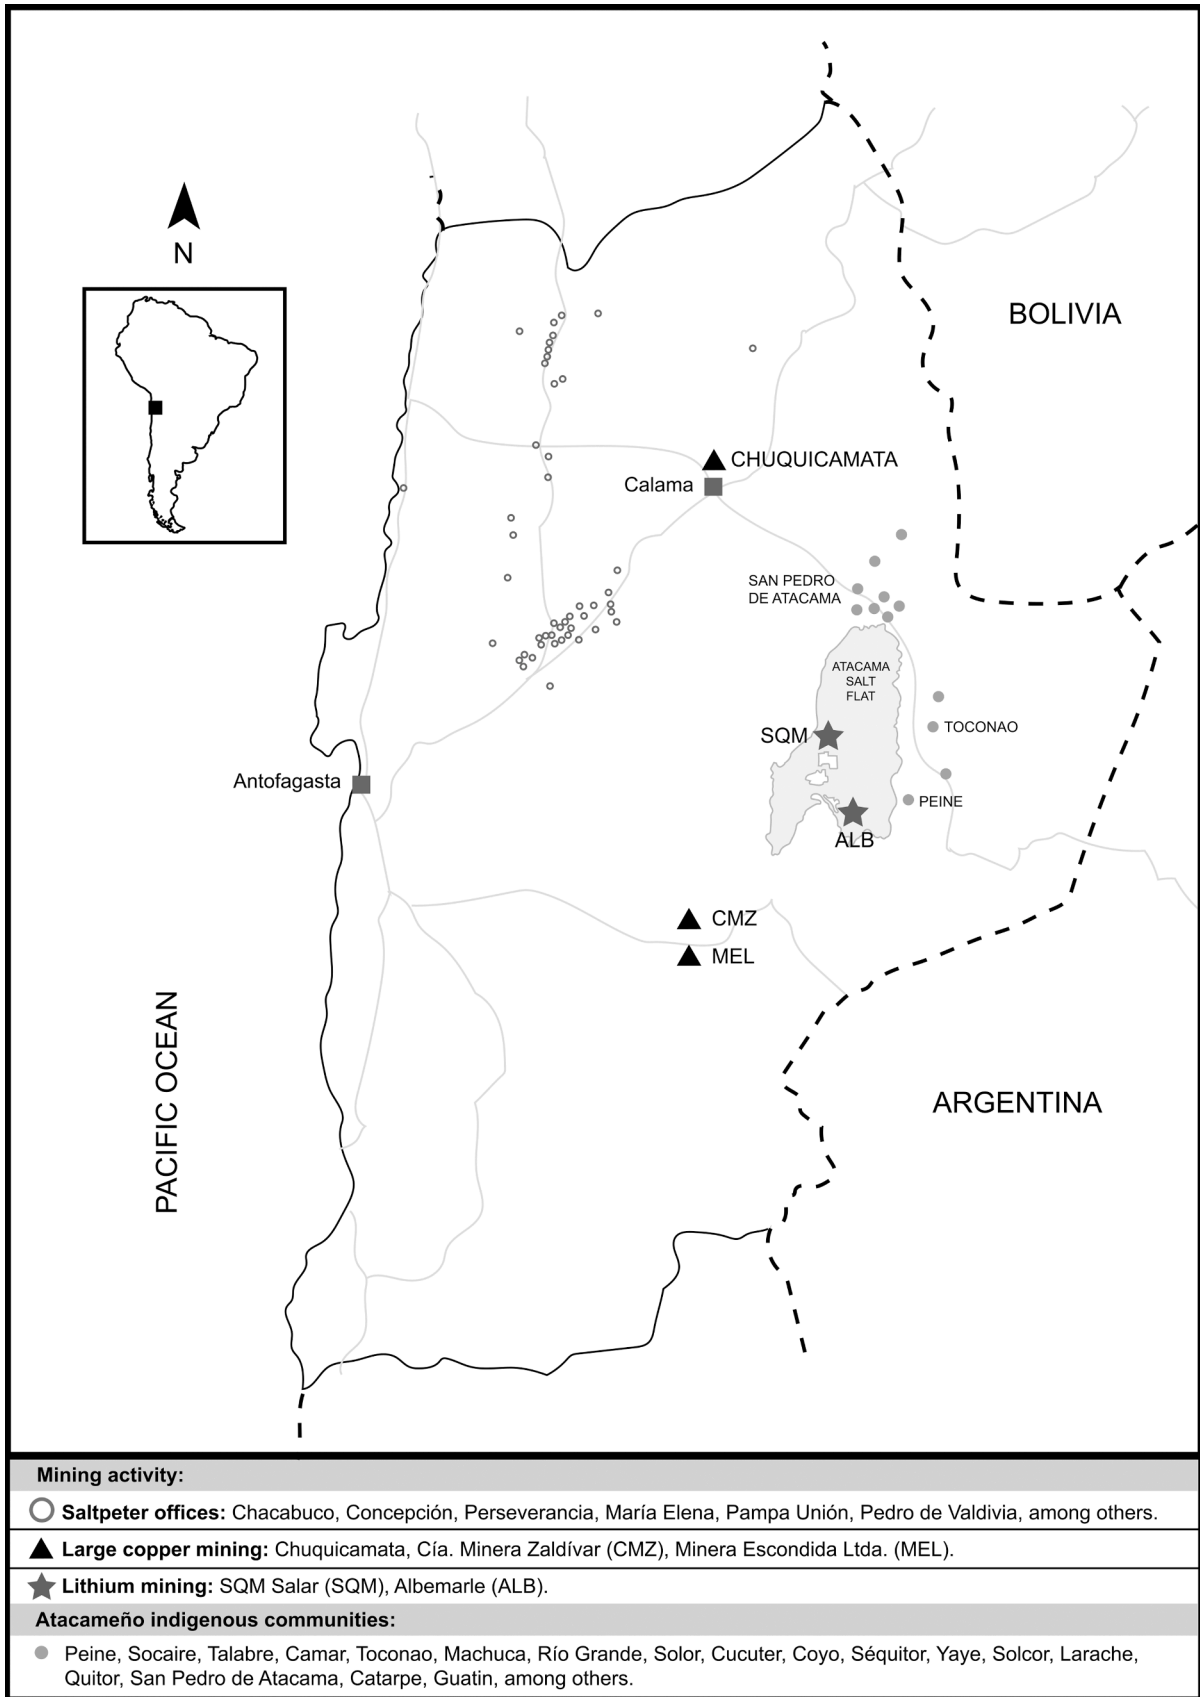 N
BOLIVIA
CHUQUICAMATA
Calama
SAN PEDRO
DE ATACAMA
ATACAMA
SALT
FLAT
SQM
TOCONAO
Antofagasta
PEINE
ALB
CMZ
MEL
PACIFIC OCEAN
ARGENTINA
Mining activity:
Saltpeter offices: Chacabuco, Concepción, Perseverancia, María Elena, Pampa Unión, Pedro de Valdivia, among others.
Large copper mining: Chuquicamata, Cía. Minera Zaldívar (CMZ), Minera Escondida Ltda. (MEL).
Lithium mining: SQM Salar (SQM), Albemarle (ALB).
Atacameño indigenous communities:
Peine, Socaire, Talabre, Camar, Toconao, Machuca, Río Grande, Solor, Cucuter, Coyo, Séquitor, Yaye, Solcor, Larache,
Quitor, San Pedro de Atacama, Catarpe, Guatin, among others.